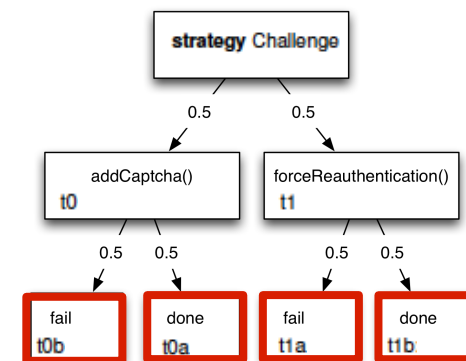 strategy Challenge
0.5 0.5
addCaptcha() forceReauthentication()
t0 t1
0.5 0.5 0.5 0.5
fail done fail done
t0b t0a t1a t1b: